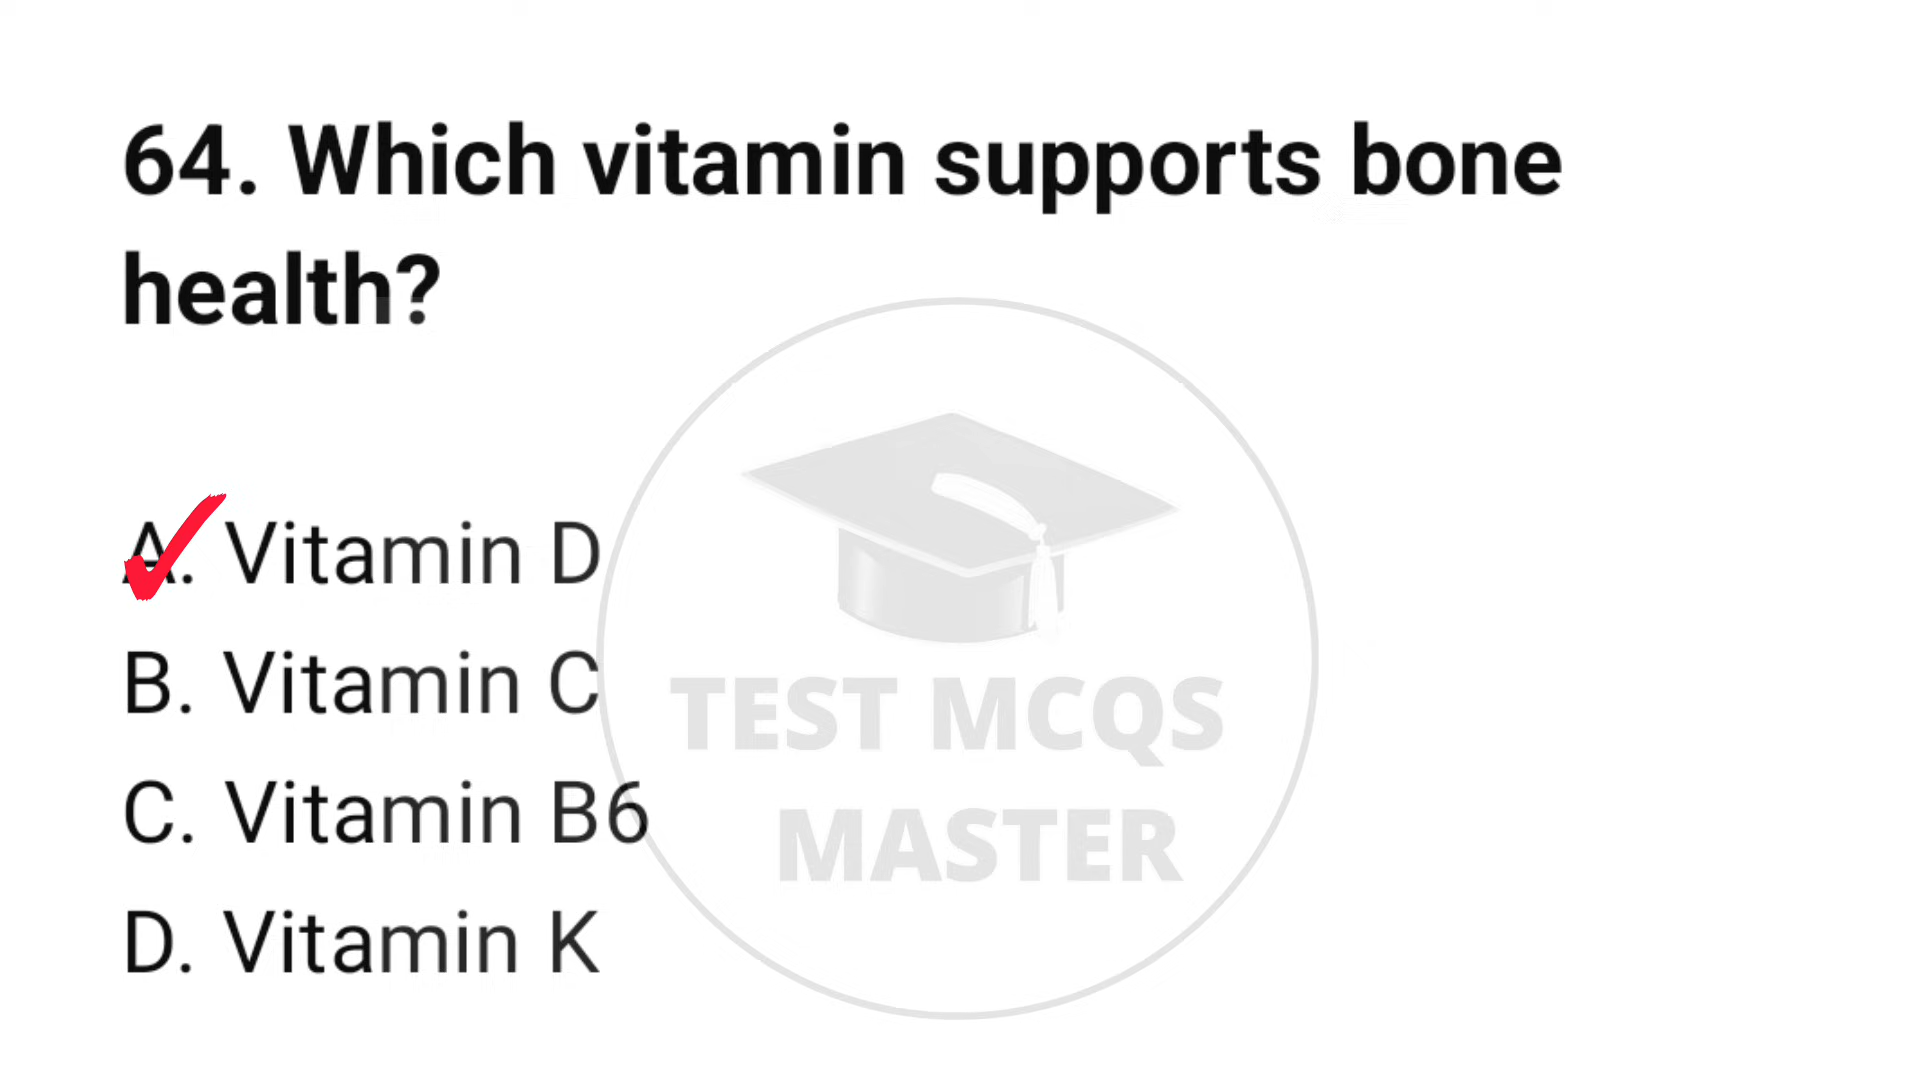 64. Which vitamin supports bone
health?
A. Vitamin D
B. Vitamin C
C. Vitamin B6
D. Vitamin K
TEST MCQS
MASTER